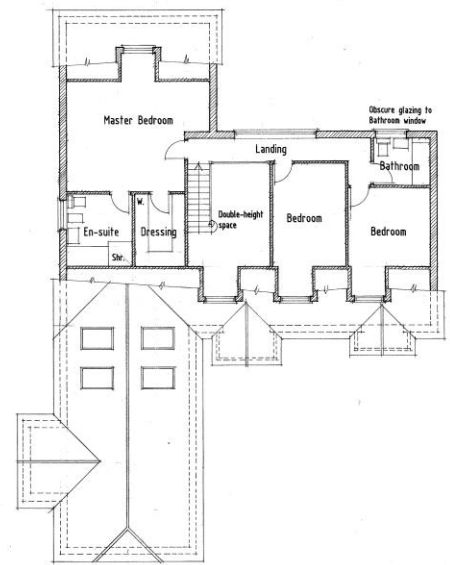 Obscure glazing to
Bathroom window
Master Bedroom
Landing
Bathroom
W.
En-suite
Dressing
Double-height
space
Bedroom
Bedroom
Shr.